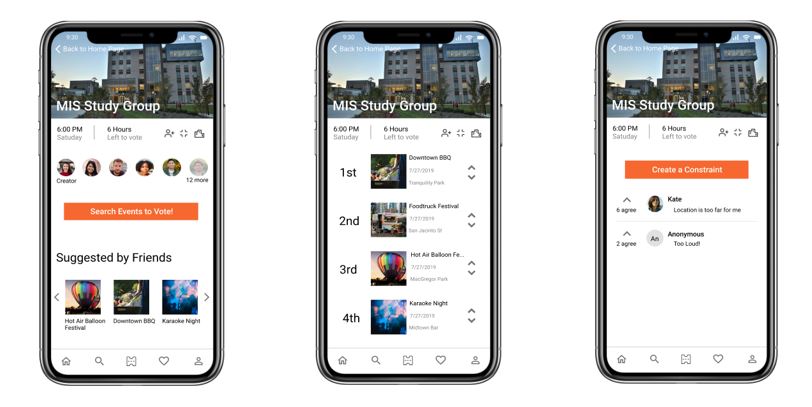 9:30
Back to Home Page
MIS Study Group
6:00 PM
Satuday
6 Hours
Left to vote
Creator
12 more
Search Events to Vote!
Suggested by Friends
Hot Air Balloon
Festival
Downtown BBQ
Karaoke Night
9:30
Back to Home Page
MIS Study Group
6:00 PM
Satuday
6 Hours
Left to vote
1st
Downtown BBQ
7/27/2019
Tranquility Park
2nd
Foodtruck Festival
7/27/2019
San Jacinto St
3rd
Hot Air Balloon Fe...
7/27/2019
MacGregor Park
4th
Karaoke Night
7/27/2019
Midtown Bar
9:30
Back to Home Page
MIS Study Group
6:00 PM
Satuday
6 Hours
Left to vote
Create a Constraint
6 agree
Kate
Location is too far for me
2 agree
An
Anonymous
Too Loud!